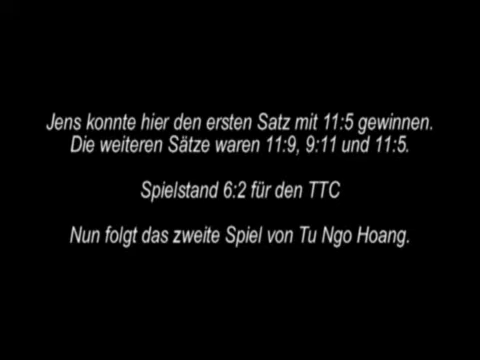 Jens konnte hier den ersten Satz mit 11:5 gewinnen.
Die weiteren Sätze waren 11:9, 9:11 und 11:5.
Spielstand 6:2 für den TTC
Nun folgt das zweite Spiel von Tu Ngo Hoang.